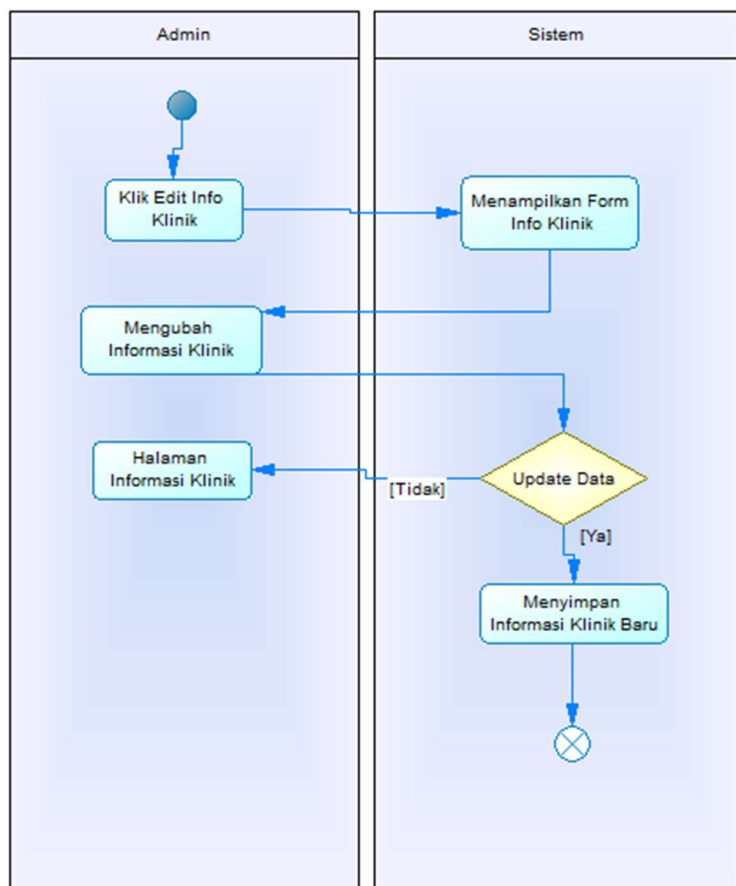 Admin
Sistem
Klik Edit Info
Klinik
Menampilkan Form
Info Klinik
Mengubah
Informasi Klinik
Halaman
Informasi Klinik
[Tidak]
Update Data
[Ya]
Menyimpan
Informasi Klinik Baru